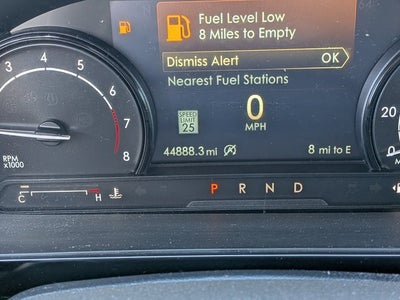 Fuel Level Low
8 Miles to Empty
Dismiss Alert OK
Nearest Fuel Stations
3 4 5 6 7 8
RPM
x1000
SPEED
LIMIT
25
0
MPH
20
0
44888.3 mi
8 mi to E
C H
P R N D